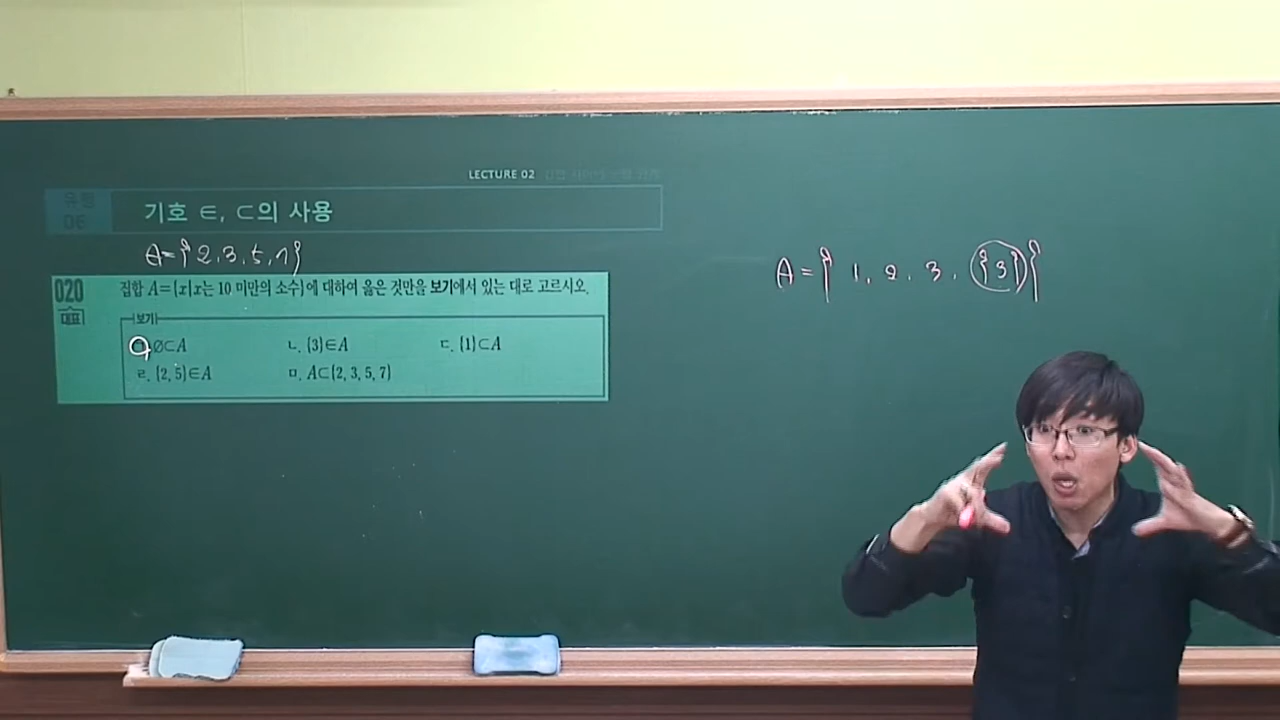 LECTURE 02
유형
06
기호 ∈, ⊂의 사용
A={2,3,5,7}
A={ 1, 2, 3, {3}}
020
대표
집합 A={x|x는 10 미만의 소수}에 대하여 옳은 것만을 보기에서 있는 대로 고르시오.
보기
∅⊂A ㄴ. {3}∈A ㄷ. {1}⊂A
ㄹ. {2, 5}∈A ㅁ. A⊂{2, 3, 5, 7}